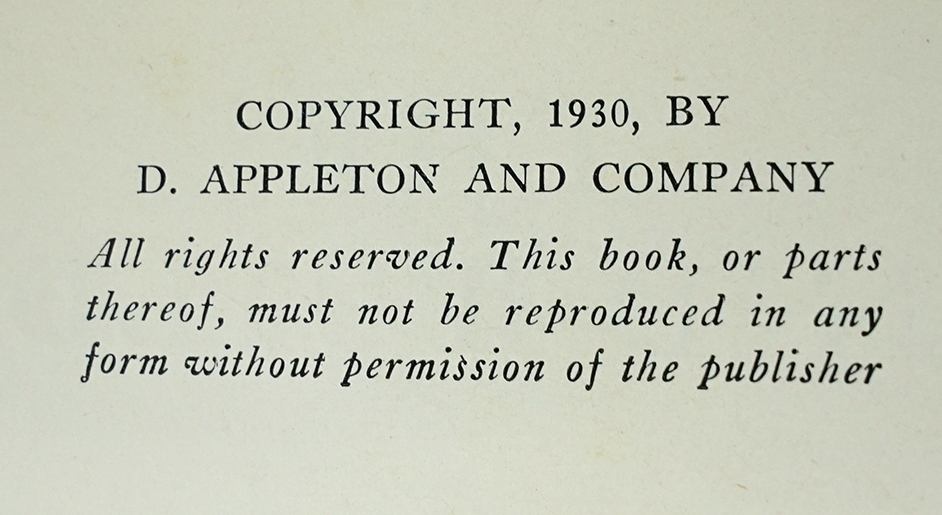 COPYRIGHT, 1930, BY
D. APPLETON AND COMPANY
All rights reserved. This book, or parts
thereof, must not be reproduced in any
form without permission of the publisher